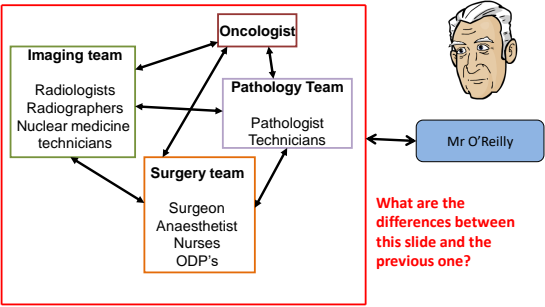 Oncologist
Imaging team
Radiologists
Radiographers
Nuclear medicine
technicians
Pathology Team
Pathologist
Technicians
Surgery team
Surgeon
Anaesthetist
Nurses
ODP's
Mr O'Reilly
What are the
differences between
this slide and the
previous one?